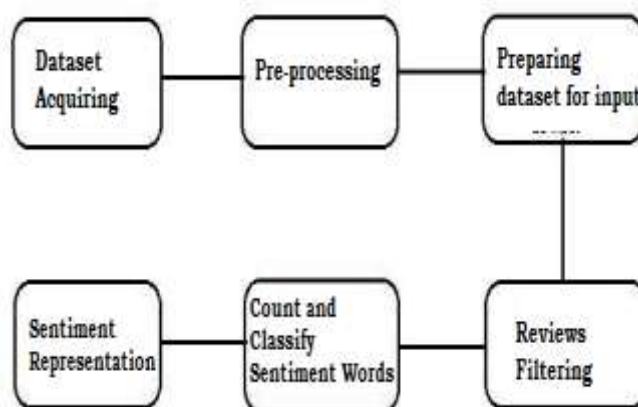 Dataset
Acquiring
Pre-processing
Preparing
dataset for input
Sentiment
Representation
Count and
Classify
Sentiment Words
Reviews
Filtering